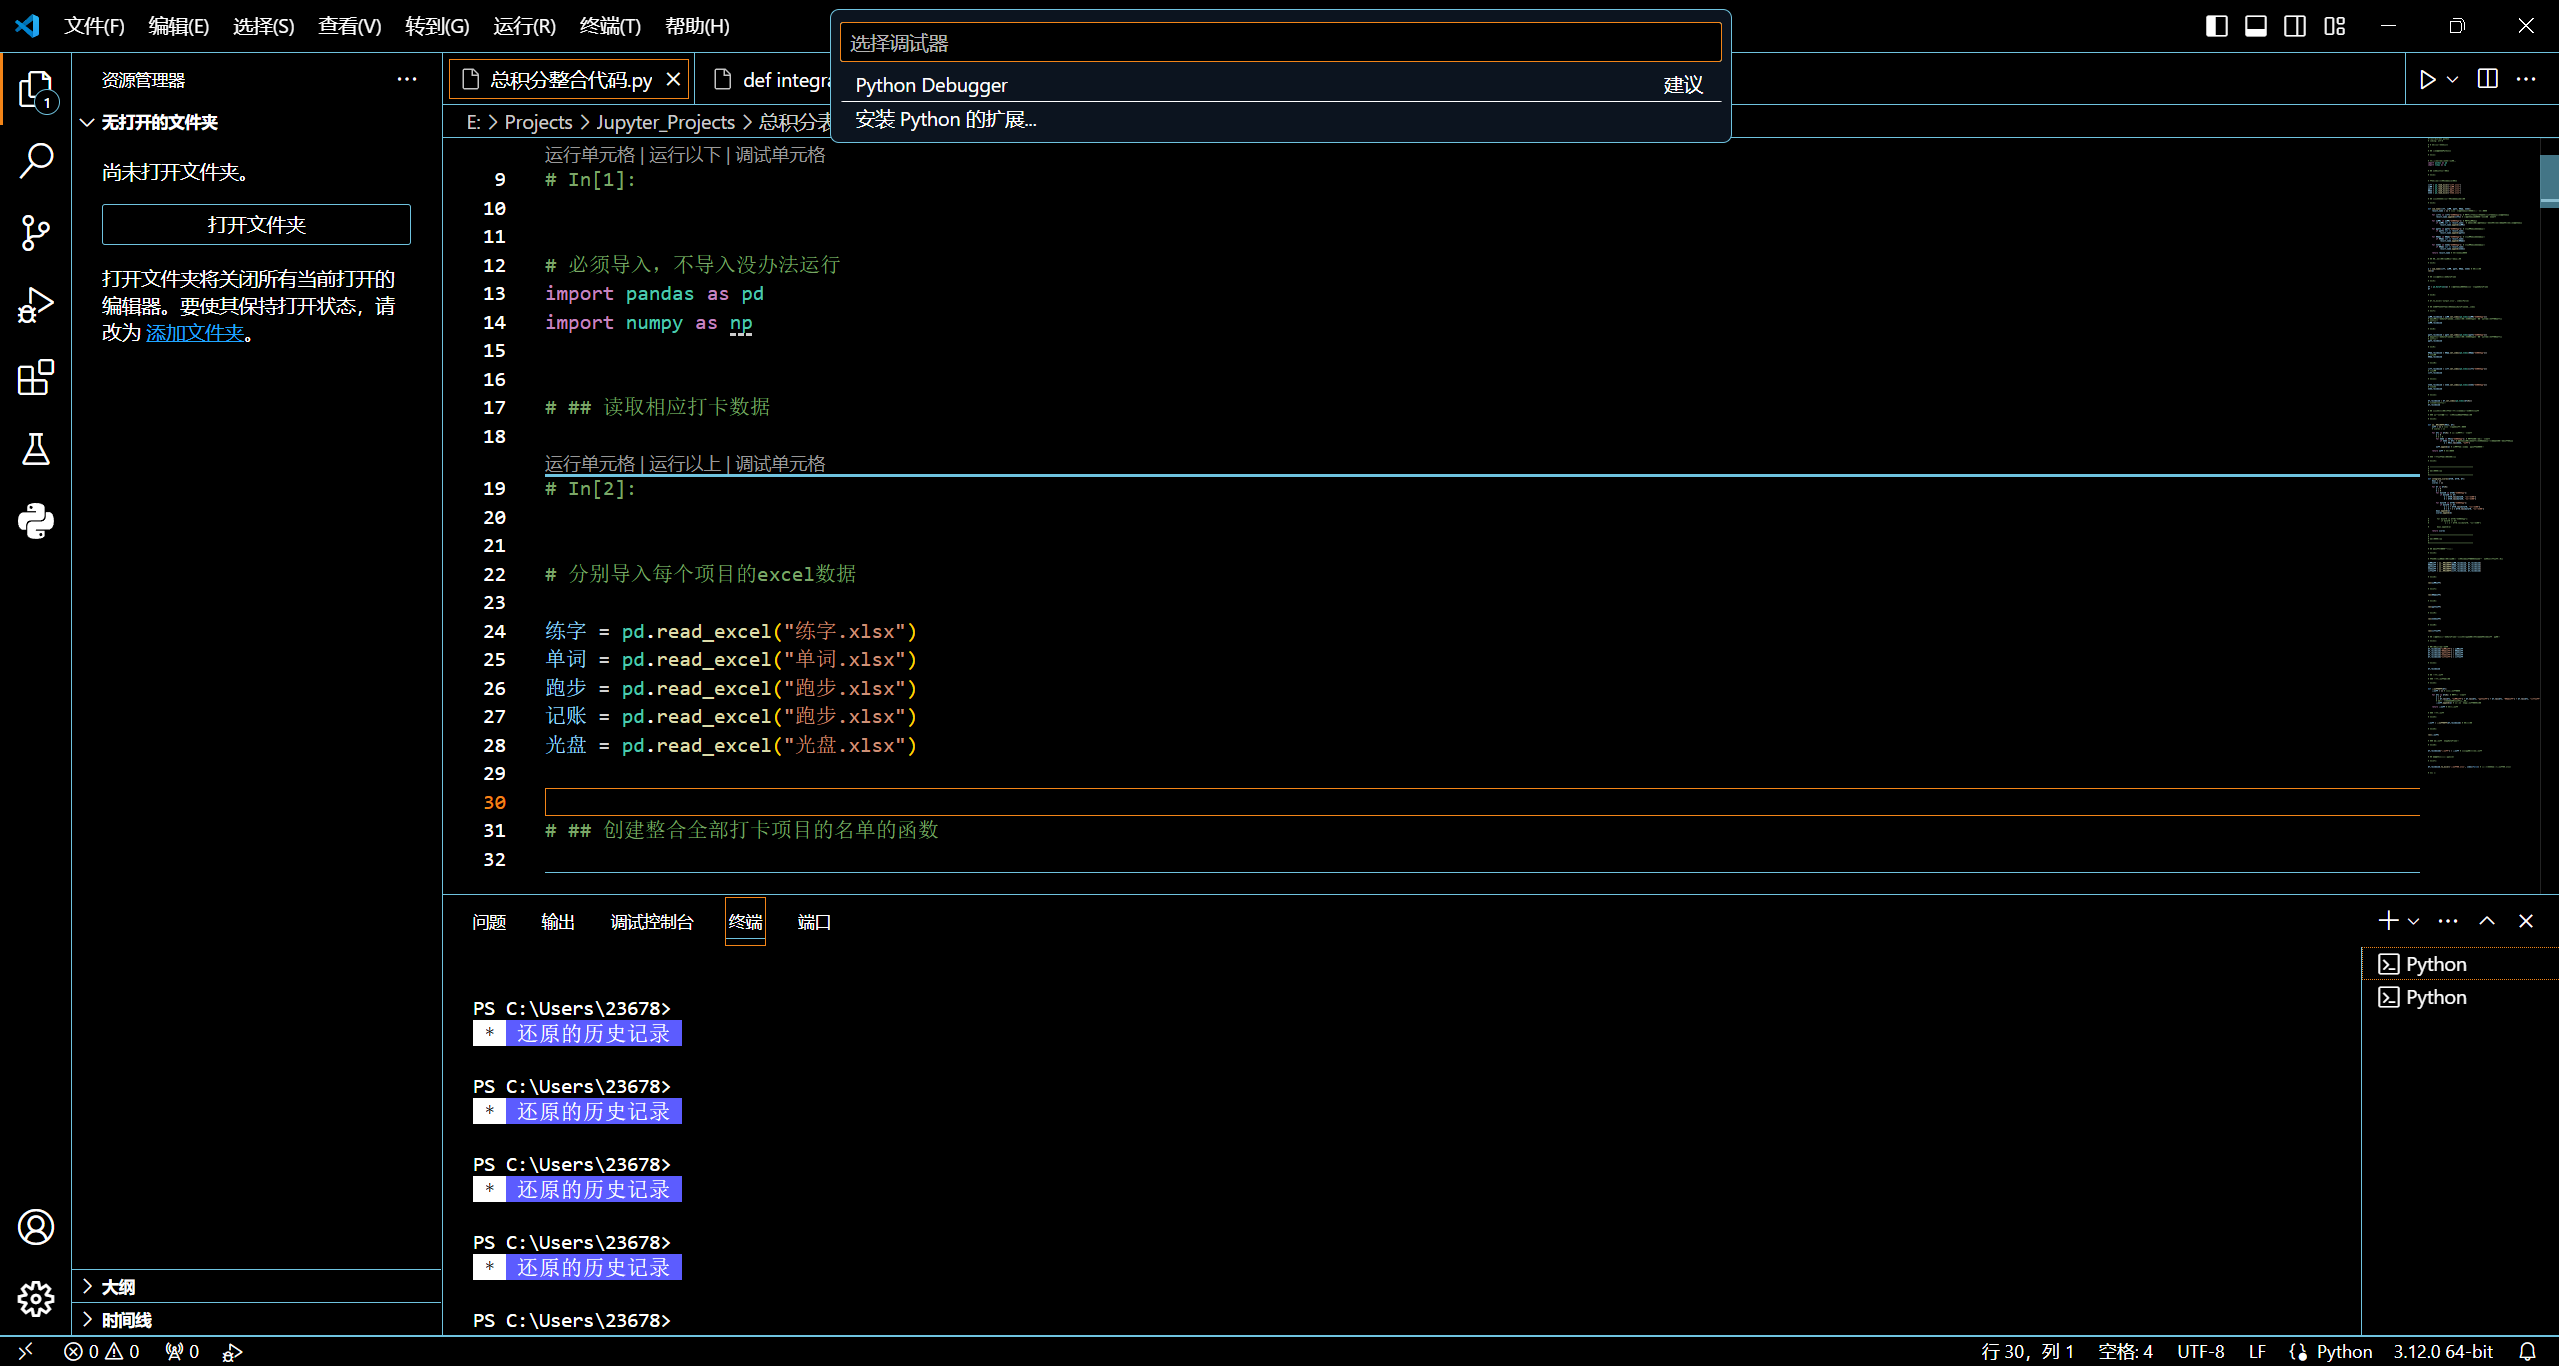 文件(F) 编辑(E) 选择(S) 查看(V) 转到(G) 运行(R) 终端(T) 帮助(H)
选择调试器
Python Debugger 建议
安装 Python 的扩展...
资源管理器
1
无打开的文件夹
尚未打开文件夹。
打开文件夹
打开文件夹将关闭所有当前打开的
编辑器。要使其保持打开状态，请
改为 添加文件夹。
大纲
时间线
总积分整合代码.py def integra
E: > Projects > Jupyter_Projects > 总积分表
运行单元格 | 运行以下 | 调试单元格
9 # In[1]:
10
11
12 # 必须导入，不导入没办法运行
13 import pandas as pd
14 import numpy as np
15
16
17 # ## 读取相应打卡数据
18
运行单元格 | 运行以上 | 调试单元格
19 # In[2]:
20
21
22 # 分别导入每个项目的excel数据
23
24 练字 = pd.read_excel("练字.xlsx")
25 单词 = pd.read_excel("单词.xlsx")
26 跑步 = pd.read_excel("跑步.xlsx")
27 记账 = pd.read_excel("跑步.xlsx")
28 光盘 = pd.read_excel("光盘.xlsx")
29
30
31 # ## 创建整合全部打卡项目的名单的函数
32
问题 输出 调试控制台 终端 端口
PS C:\Users\23678>
* 还原的历史记录
PS C:\Users\23678>
* 还原的历史记录
PS C:\Users\23678>
* 还原的历史记录
PS C:\Users\23678>
* 还原的历史记录
PS C:\Users\23678>
Python
Python
0 0 0 行 30，列 1 空格: 4 UTF-8 LF Python 3.12.0 64-bit